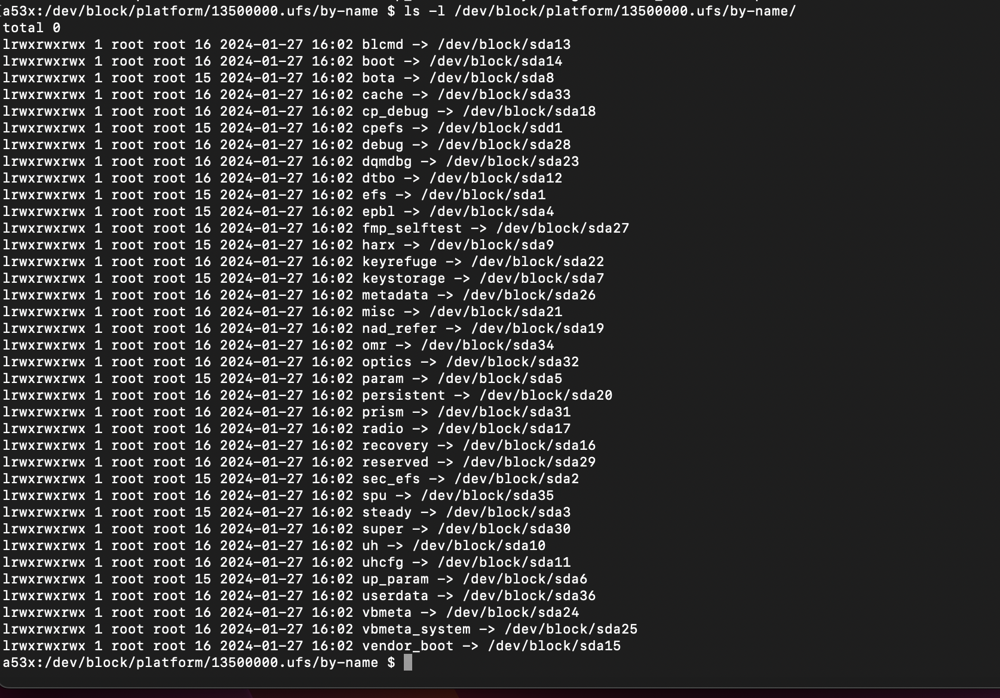 a53x:/dev/block/platform/13500000.ufs/by-name $ ls -l /dev/block/platform/13500000.ufs/by-name/
total 0
lrwxrwxrwx 1 root root 16 2024-01-27 16:02 blcmd -> /dev/block/sda13
lrwxrwxrwx 1 root root 16 2024-01-27 16:02 boot -> /dev/block/sda14
lrwxrwxrwx 1 root root 15 2024-01-27 16:02 bota -> /dev/block/sda8
lrwxrwxrwx 1 root root 16 2024-01-27 16:02 cache -> /dev/block/sda33
lrwxrwxrwx 1 root root 16 2024-01-27 16:02 cp_debug -> /dev/block/sda18
lrwxrwxrwx 1 root root 15 2024-01-27 16:02 cpefs -> /dev/block/sdd1
lrwxrwxrwx 1 root root 16 2024-01-27 16:02 debug -> /dev/block/sda28
lrwxrwxrwx 1 root root 16 2024-01-27 16:02 dqmdbg -> /dev/block/sda23
lrwxrwxrwx 1 root root 16 2024-01-27 16:02 dtbo -> /dev/block/sda12
lrwxrwxrwx 1 root root 15 2024-01-27 16:02 efs -> /dev/block/sda1
lrwxrwxrwx 1 root root 15 2024-01-27 16:02 epbl -> /dev/block/sda4
lrwxrwxrwx 1 root root 16 2024-01-27 16:02 fmp_selftest -> /dev/block/sda27
lrwxrwxrwx 1 root root 15 2024-01-27 16:02 harx -> /dev/block/sda9
lrwxrwxrwx 1 root root 16 2024-01-27 16:02 keyrefuge -> /dev/block/sda22
lrwxrwxrwx 1 root root 15 2024-01-27 16:02 keystorage -> /dev/block/sda7
lrwxrwxrwx 1 root root 16 2024-01-27 16:02 metadata -> /dev/block/sda26
lrwxrwxrwx 1 root root 16 2024-01-27 16:02 misc -> /dev/block/sda21
lrwxrwxrwx 1 root root 16 2024-01-27 16:02 nad_refer -> /dev/block/sda19
lrwxrwxrwx 1 root root 16 2024-01-27 16:02 omr -> /dev/block/sda34
lrwxrwxrwx 1 root root 16 2024-01-27 16:02 optics -> /dev/block/sda32
lrwxrwxrwx 1 root root 15 2024-01-27 16:02 param -> /dev/block/sda5
lrwxrwxrwx 1 root root 16 2024-01-27 16:02 persistent -> /dev/block/sda20
lrwxrwxrwx 1 root root 16 2024-01-27 16:02 prism -> /dev/block/sda31
lrwxrwxrwx 1 root root 16 2024-01-27 16:02 radio -> /dev/block/sda17
lrwxrwxrwx 1 root root 16 2024-01-27 16:02 recovery -> /dev/block/sda16
lrwxrwxrwx 1 root root 16 2024-01-27 16:02 reserved -> /dev/block/sda29
lrwxrwxrwx 1 root root 15 2024-01-27 16:02 sec_efs -> /dev/block/sda2
lrwxrwxrwx 1 root root 16 2024-01-27 16:02 spu -> /dev/block/sda35
lrwxrwxrwx 1 root root 15 2024-01-27 16:02 steady -> /dev/block/sda3
lrwxrwxrwx 1 root root 16 2024-01-27 16:02 super -> /dev/block/sda30
lrwxrwxrwx 1 root root 16 2024-01-27 16:02 uh -> /dev/block/sda10
lrwxrwxrwx 1 root root 16 2024-01-27 16:02 uhcfg -> /dev/block/sda11
lrwxrwxrwx 1 root root 15 2024-01-27 16:02 up_param -> /dev/block/sda6
lrwxrwxrwx 1 root root 16 2024-01-27 16:02 userdata -> /dev/block/sda36
lrwxrwxrwx 1 root root 16 2024-01-27 16:02 vbmeta -> /dev/block/sda24
lrwxrwxrwx 1 root root 16 2024-01-27 16:02 vbmeta_system -> /dev/block/sda25
lrwxrwxrwx 1 root root 16 2024-01-27 16:02 vendor_boot -> /dev/block/sda15
a53x:/dev/block/platform/13500000.ufs/by-name $